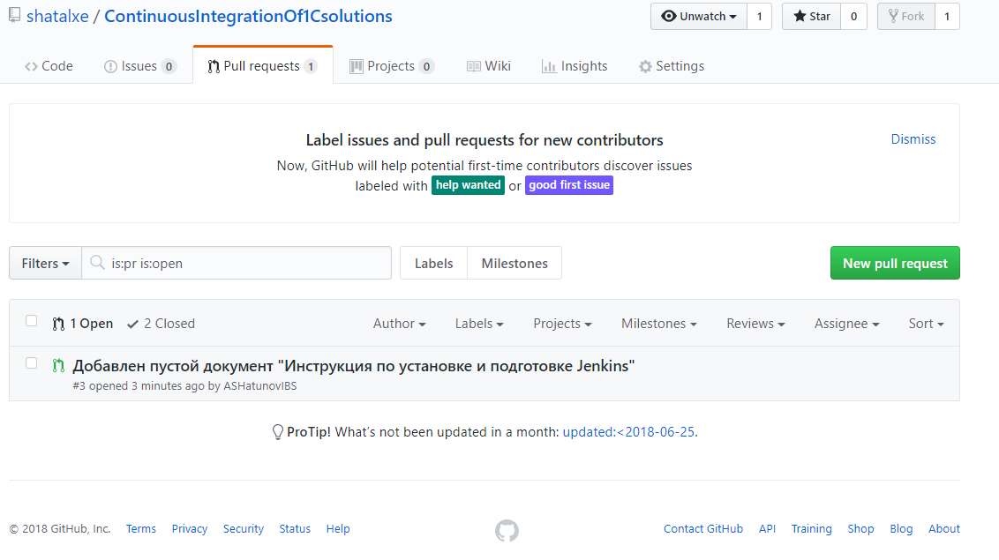 shatalxe / ContinuousIntegrationOf1Csolutions
Unwatch 1 Star 0 Fork 1
Code Issues 0 Pull requests 1 Projects 0 Wiki Insights Settings
Label issues and pull requests for new contributors
Dismiss
Now, GitHub will help potential first-time contributors discover issues
labeled with help wanted or good first issue
Filters is:pr is:open Labels Milestones New pull request
1 Open 2 Closed Author Labels Projects Milestones Reviews Assignee Sort
Добавлен пустой документ "Инструкция по установке и подготовке Jenkins"
#3 opened 3 minutes ago by ASHatunovIBS
ProTip! What's not been updated in a month: updated:<2018-06-25.
© 2018 GitHub, Inc. Terms Privacy Security Status Help Contact GitHub API Training Shop Blog About